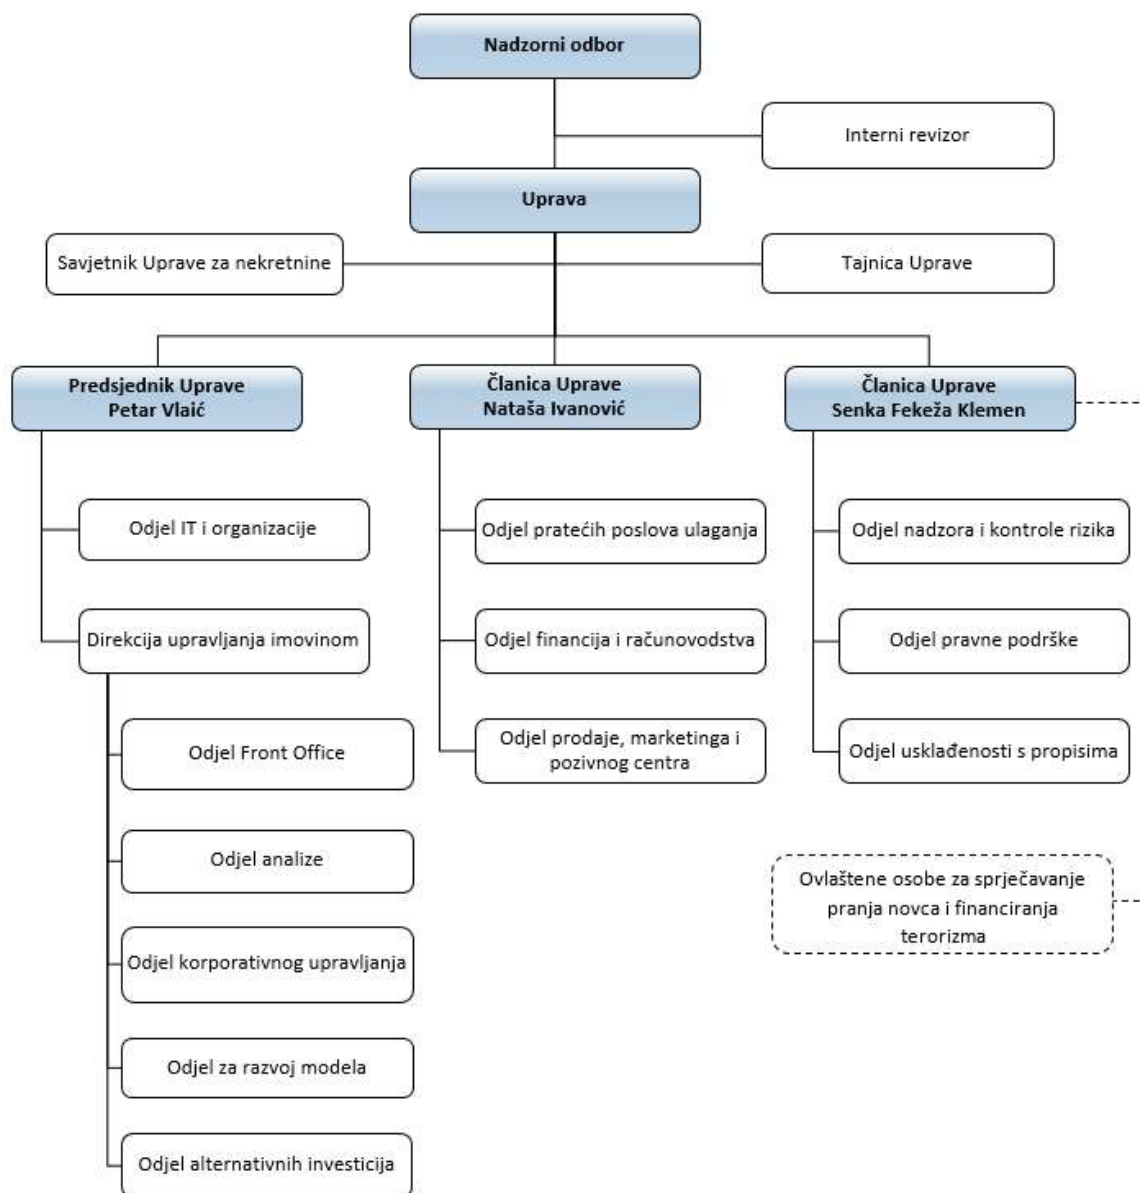 Nadzorni odbor
Interni revizor
Uprava
Savjetnik Uprave za nekretnine
Tajnica Uprave
Predsjednik Uprave
Petar Vlaić
Članica Uprave
Nataša Ivanović
Članica Uprave
Senka Fekeža Klemen
Odjel IT i organizacije
Direkcija upravljanja imovinom
Odjel Front Office
Odjel analize
Odjel korporativnog upravljanja
Odjel za razvoj modela
Odjel alternativnih investicija
Odjel pratećih poslova ulaganja
Odjel financija i računovodstva
Odjel prodaje, marketinga i
pozivnog centra
Odjel nadzora i kontrole rizika
Odjel pravne podrške
Odjel usklađenosti s propisima
Ovlaštene osobe za sprječavanje
pranja novca i financiranja
terorizma